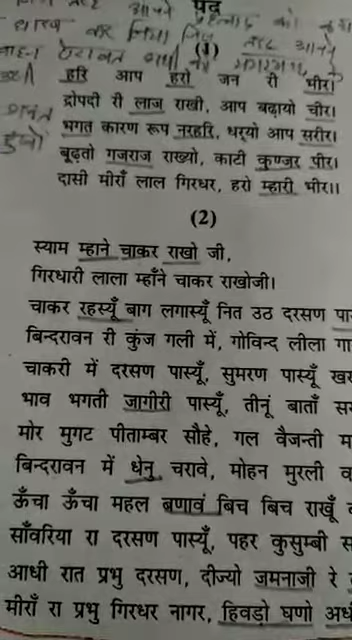 पद
(1)
हरि आप हरो जन री भीर।
द्रोपदी री लाज राखी, आप बढ़ायो चीर।
भगत कारण रूप नरहरि, धर्‌यो आप सरीर।
बूढ़तो गजराज राख्यो, काटी कुण्जर पीर।
दासी मीराँ लाल गिरधर, हरो म्हारी भीर।।
(2)
स्याम म्हाने चाकर राखो जी,
गिरधारी लाला म्हाँने चाकर राखोजी।
चाकर रहस्यूँ बाग लगास्यूँ नित उठ दरसण पा
बिन्दरावन री कुंज गली में, गोविन्द लीला गा
चाकरी में दरसण पास्यूँ, सुमरण पास्यूँ खर
भाव भगती जागीरी पास्यूँ, तीनूं बाताँ सर
मोर मुगट पीताम्बर सौहे, गल वैजन्ती म
बिन्दरावन में धेनु चरावे, मोहन मुरली व
ऊँचा ऊँचा महल बणावं बिच बिच राखूँ
साँवरिया रा दरसण पास्यूँ, पहर कुसुम्बी स
आधी रात प्रभु दरसण, दीज्यो जमनाजी रे
मीराँ रा प्रभु गिरधर नागर, हिवड़ो घणो अध